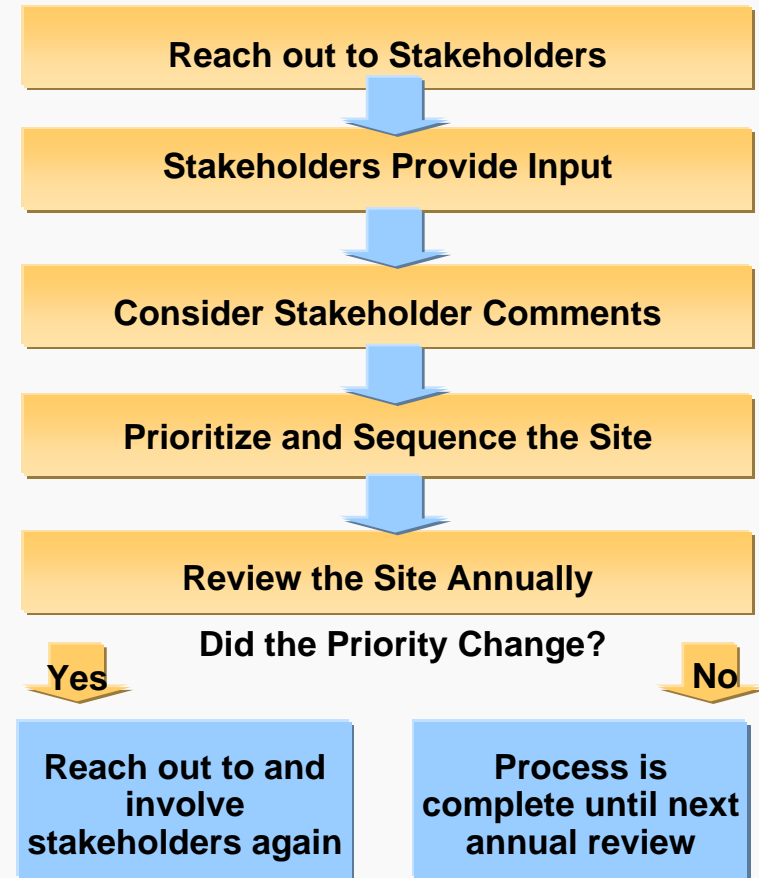 Reach out to Stakeholders
Stakeholders Provide Input
Consider Stakeholder Comments
Prioritize and Sequence the Site
Review the Site Annually
Did the Priority Change?
Yes
No
Reach out to and
involve
stakeholders again
Process is
complete until next
annual review